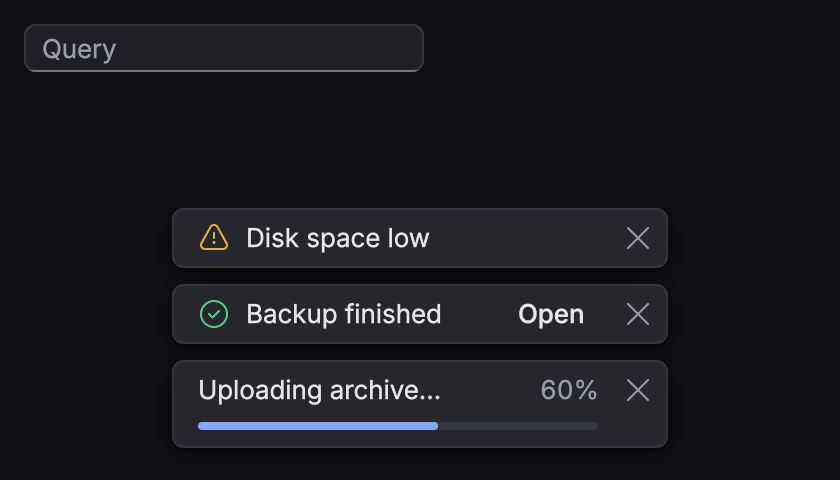 Query
Disk space low
Backup finished Open
Uploading archive... 60%